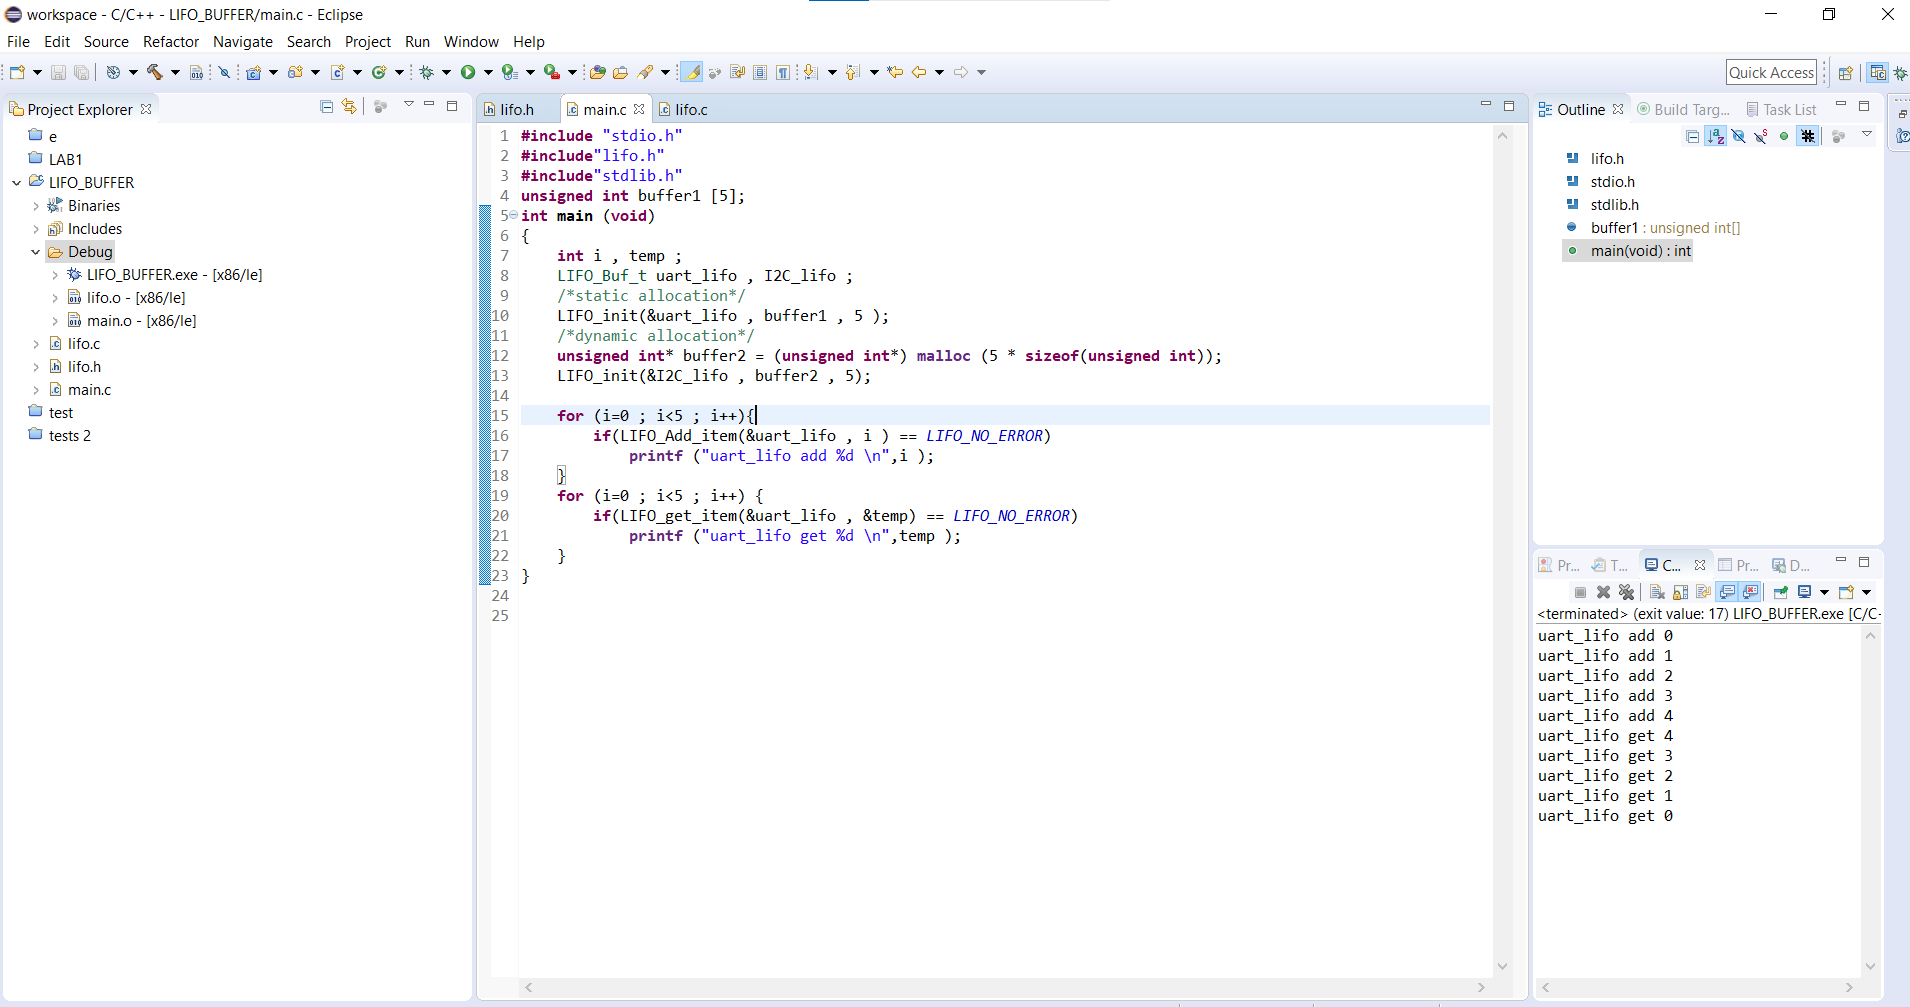 workspace - C/C++ - LIFO_BUFFER/main.c - Eclipse
File Edit Source Refactor Navigate Search Project Run Window Help
Quick Access
Project Explorer
e
LAB1
LIFO_BUFFER
Binaries
Includes
Debug
LIFO_BUFFER.exe - [x86/le]
lifo.o - [x86/le]
main.o - [x86/le]
lifo.c
lifo.h
main.c
test
tests 2
lifo.h main.c lifo.c
1 #include "stdio.h"
2 #include"lifo.h"
3 #include"stdlib.h"
4 unsigned int buffer1 [5];
5 int main (void)
6 {
7 int i , temp ;
8 LIFO_Buf_t uart_lifo , I2C_lifo ;
9 /*static allocation*/
10 LIFO_init(&uart_lifo , buffer1 , 5 );
11 /*dynamic allocation*/
12 unsigned int* buffer2 = (unsigned int*) malloc (5 * sizeof(unsigned int));
13 LIFO_init(&I2C_lifo , buffer2 , 5);
14
15 for (i=0 ; i<5 ; i++){
16 if(LIFO_Add_item(&uart_lifo , i ) == LIFO_NO_ERROR)
17 printf ("uart_lifo add %d \n",i );
18 }
19 for (i=0 ; i<5 ; i++) {
20 if(LIFO_get_item(&uart_lifo , &temp) == LIFO_NO_ERROR)
21 printf ("uart_lifo get %d \n",temp );
22 }
23 }
24
25
Outline Build Targ... Task List
lifo.h
stdio.h
stdlib.h
buffer1 : unsigned int[]
main(void) : int
Pr... T... C... Pr... D...
<terminated> (exit value: 17) LIFO_BUFFER.exe [C/C-
uart_lifo add 0
uart_lifo add 1
uart_lifo add 2
uart_lifo add 3
uart_lifo add 4
uart_lifo get 4
uart_lifo get 3
uart_lifo get 2
uart_lifo get 1
uart_lifo get 0